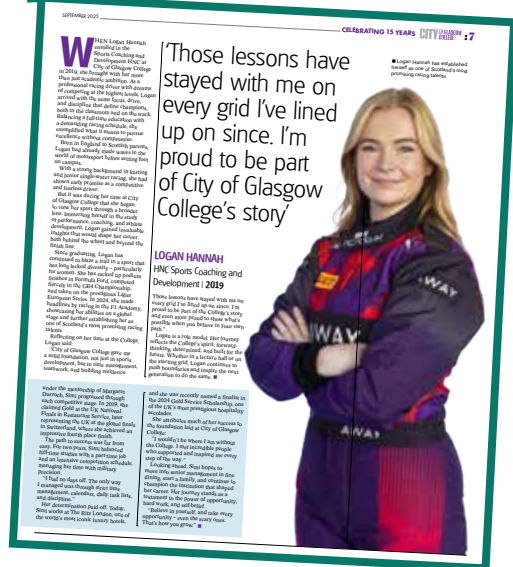 SEPTEMBER 2025
CELEBRATING 15 YEARS CITY OF GLASGOW COLLEGE : 7
WHEN Logan Hannah
enrolled in the
Sports Coaching and
Development HNC at
City of Glasgow College
in 2019, she brought with her more
than just academic ambition. As a
professional racing driver with dreams
of competing at the highest levels, Logan
arrived with the same focus, drive,
and discipline that define champions,
both in the classroom and on the track.
Balancing a full-time education with
a demanding racing schedule, she
exemplified what it means to pursue
excellence without compromise.
Born in England to Scottish parents,
Logan had already made waves in the
world of motorsport before setting foot
on campus.
With a strong background in karting
and junior single-seater racing, she had
shown early promise as a competitive
and fearless driver.
But it was during her time at City
of Glasgow College that she began
to view her sport through a broader
lens. Immersing herself in the study
of performance, coaching, and athlete
development, Logan gained invaluable
insights that would shape her career
both behind the wheel and beyond the
finish line.
Since graduating, Logan has
continued to blaze a trail in a sport that
has long lacked diversity – particularly
for women. She has racked up podium
finishes in Formula Ford, competed
fiercely in the GB4 Championship,
and taken on the prestigious Ligier
European Series. In 2024, she made
headlines by racing in the F1 Academy,
showcasing her abilities on a global
stage and further establishing her as
one of Scotland's most promising racing
talents.
Reflecting on her time at the College,
Logan said:
"City of Glasgow College gave me
a solid foundation, not just in sports
development, but in time management,
teamwork, and building resilience.
'Those lessons have
stayed with me on
every grid I've lined
up on since. I'm
proud to be part
of City of Glasgow
College's story'
LOGAN HANNAH
HNC Sports Coaching and
Development | 2019
Those lessons have stayed with me on
every grid I've lined up on since. I'm
proud to be part of the College's story
and even more proud to show what's
possible when you believe in your own
path."
Logan is a role model. Her journey
reflects the College's spirit: forward-
thinking, determined, and built for the
future. Whether in a lecture hall or on
the starting grid, Logan continues to
push boundaries and inspire the next
generation to do the same. ■
■ Logan Hannah has established
herself as one of Scotland's most
promising racing talents
AWAY
AWAY
AWAY
under the mentorship of Margaret
Darroch, Simi progressed through
each competitive stage. In 2019, she
claimed Gold at the UK National
Finals in Restaurant Service, later
representing the UK at the global finals
in Switzerland, where she achieved an
impressive fourth place finish.
The path to success was far from
easy. For two years, Simi balanced
full-time studies with a part-time job
and an intensive competition schedule,
managing her time with military
precision.
"I had no days off. The only way
I managed was through strict time
management, calendars, daily task lists,
and discipline."
Her determination paid off. Today,
Simi works at The Ritz London, one of
the world's most iconic luxury hotels,
and she was recently named a finalist in
the 2024 Gold Service Scholarship, one
of the UK's most prestigious hospitality
accolades.
She attributes much of her success to
the foundation laid at City of Glasgow
College:
"I wouldn't be where I am without
the College. I met incredible people
who supported and inspired me every
step of the way."
Looking ahead, Simi hopes to
move into senior management in fine
dining, start a family, and continue to
champion the institution that shaped
her career. Her journey stands as a
testament to the power of opportunity,
hard work, and self-belief.
"Believe in yourself, and take every
opportunity – even the scary ones.
That's how you grow." ■